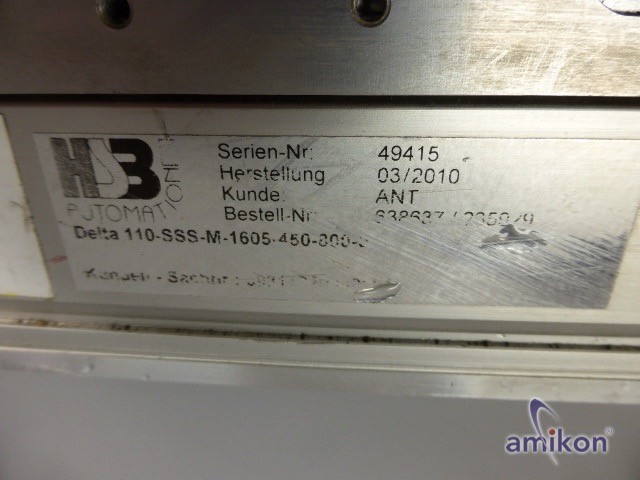 HSB
AUTOMATION
Serien-Nr: 49415
Herstellung 03/2010
Kunde: ANT
Bestell-Nr
Delta 110-SSS-M-1605-450-800-
amikon®